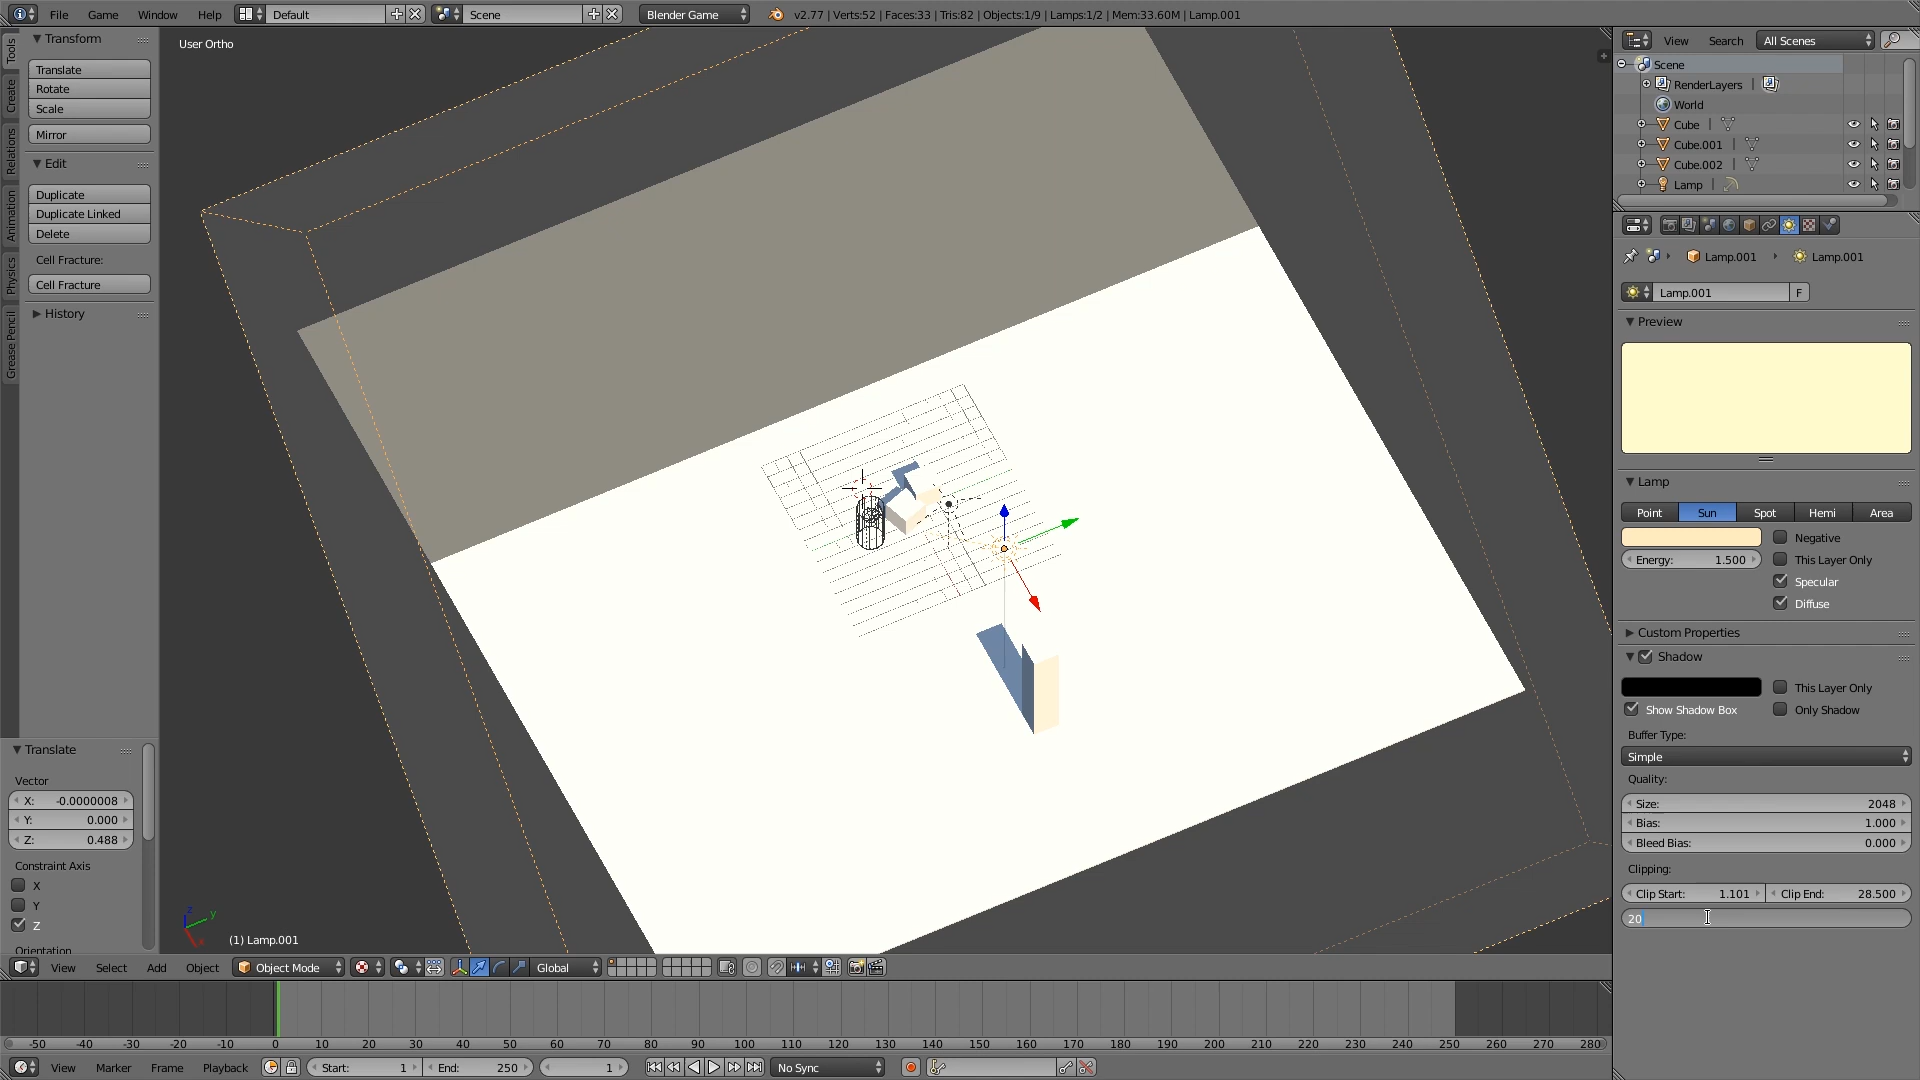 File Game Window Help Default Scene Blender Game v2.77 | Verts:52 | Faces:33 | Tris:82 | Objects:1/9 | Lamps:1/2 | Mem:33.60M | Lamp.001
Tools
Create
Relations
Animation
Physics
Grease Pencil
Transform
Translate
Rotate
Scale
Mirror
Edit
Duplicate
Duplicate Linked
Delete
Cell Fracture:
Cell Fracture
History
Translate
Vector
X: -0.0000008
Y: 0.000
Z: 0.488
Constraint Axis
X
Y
Z
Orientation
User Ortho
z
y
(1) Lamp.001
View Select Add Object Object Mode Global
-50 -40 -30 -20 -10 0 10 20 30 40 50 60 70 80 90 100 110 120 130 140 150 160 170 180 190 200 210 220 230 240 250 260 270 280
View Marker Frame Playback Start: 1 End: 250 1 No Sync
View Search All Scenes
Scene
RenderLayers |
World
Cube |
Cube.001 |
Cube.002 |
Lamp |
Lamp.001 Lamp.001
Lamp.001 F
Preview
Lamp
Point Sun Spot Hemi Area
Negative
Energy: 1.500 This Layer Only
Specular
Diffuse
Custom Properties
Shadow
This Layer Only
Show Shadow Box Only Shadow
Buffer Type:
Simple
Quality:
Size: 2048
Bias: 1.000
Bleed Bias: 0.000
Clipping:
Clip Start: 1.101 Clip End: 28.500
20